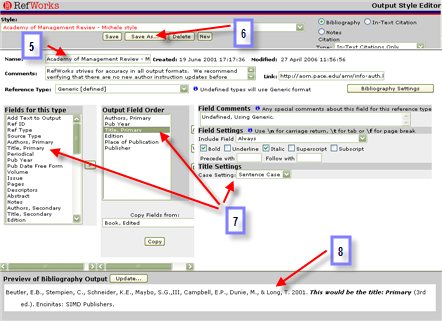 RefWorks Output Style Editor
Style:
Academy of Management Review - Michele style
Save Save As... Delete New
Bibliography In-Text Citation
Notes
Citation
Type: In-Text Citations Only
5
6
Name: Academy of Management Review - M Created: 19 June 2001 17:17:36 Modified: 27 April 2006 11:56:56
Comments: RefWorks strives for accuracy in all output formats. We recommend
verifying that there are no new author instruction updates before
Link: http://aom.pace.edu/amr/info-auth.l
Reference Type: Generic [defined] Undefined types will use Generic format Bibliography Settings
Fields for this type
Add Text to Output
Ref ID
Ref Type
Source Type
Authors, Primary
Title, Primary
Periodical
Pub Year
Pub Date Free Form
Volume
Issue
Pages
Descriptors
Abstract
Notes
Authors, Secondary
Title, Secondary
Edition
Output Field Order
Authors, Primary
Pub Year
Title, Primary
Edition
Place of Publication
Publisher
Copy Fields from:
Book, Edited
Copy
Field Comments Any special comments about this field for this reference type
Undefined, Using Generic.
Field Settings Use \n for carriage return, \t for tab or \f for page break
Include Field Always
Bold Underline Italic Superscript Subscript
Precede with Follow with
Title Settings
Case Setting: Sentence Case
7
8
Preview of Bibliography Output Update...
Beutler, E.B., Stempien, C., Schneider, K.E., Maybo, S.G.,III, Campbell, E.P., Dunie, M., & Long, T. 2001. This would be the title: Primary (3rd
ed.). Encinitas: SIMD Publishers.